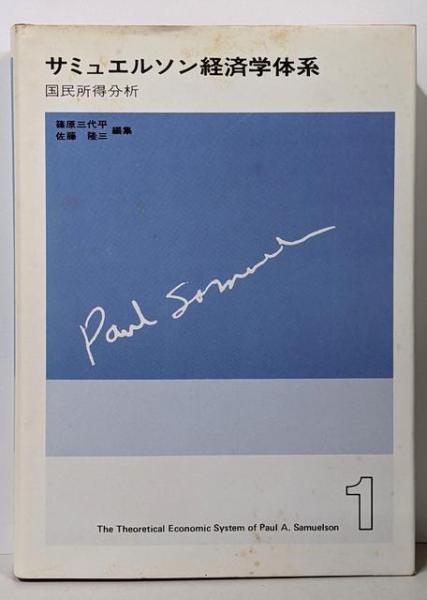 サミュエルソン経済学体系
国民所得分析
篠原三代平
佐藤 隆三 編集
Paul Samuelson
1
The Theoretical Economic System of Paul A. Samuelson